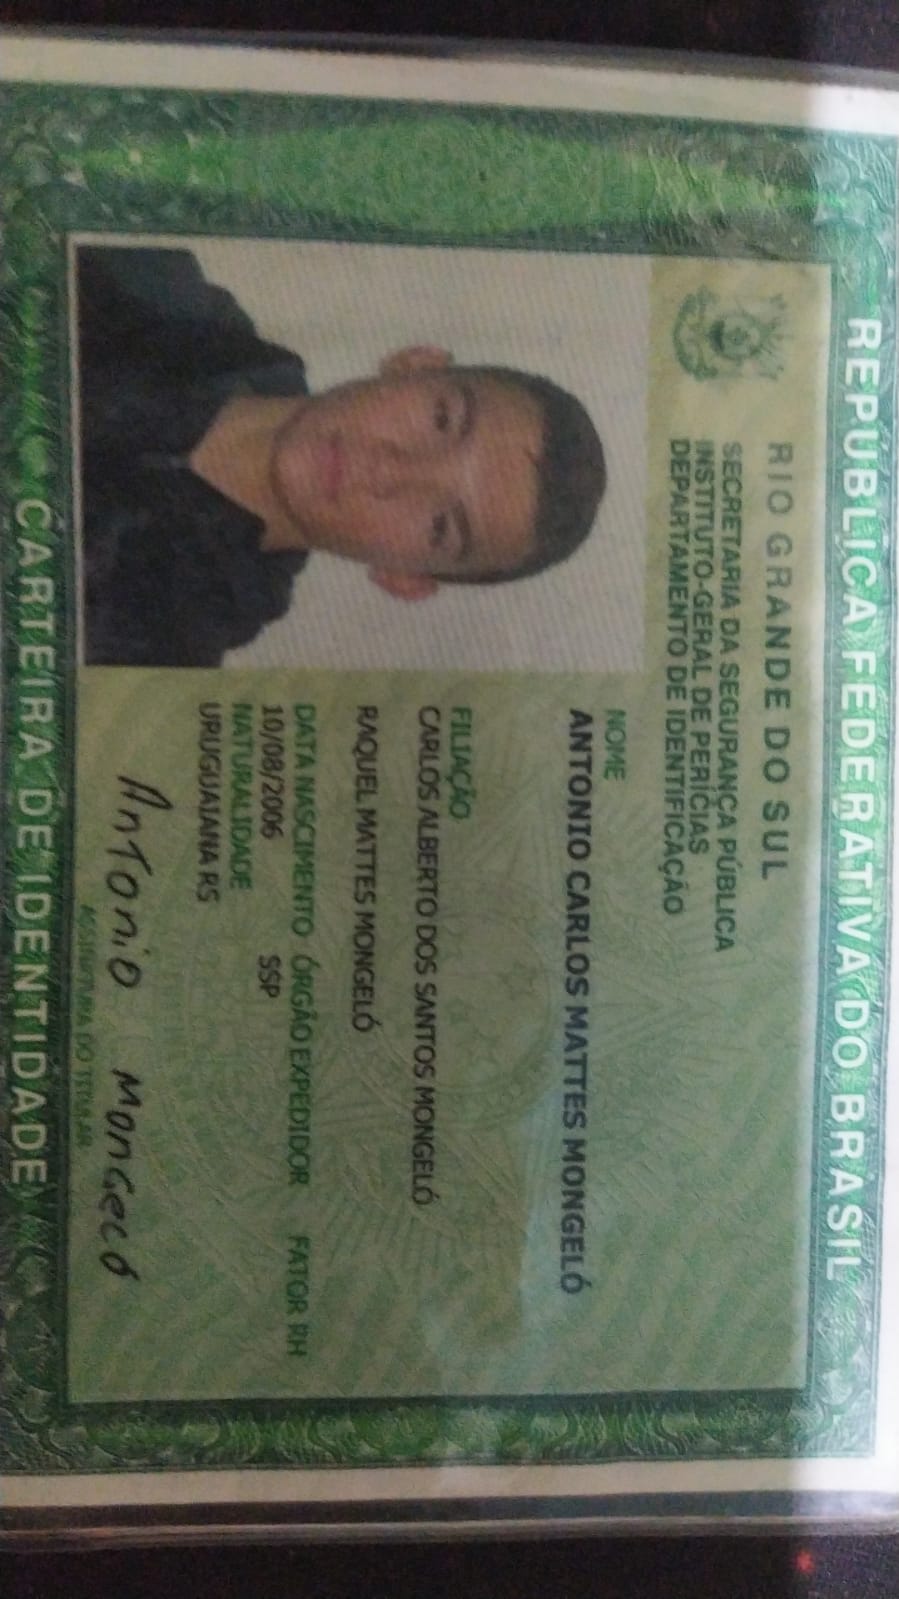 REPÚBLICA FEDERATIVA DO BRASIL
RIO GRANDE DO SUL
SECRETARIA DA SEGURANÇA PÚBLICA
INSTITUTO-GERAL DE PERÍCIAS
DEPARTAMENTO DE IDENTIFICAÇÃO
NOME
ANTONIO CARLOS MATTES MONGELÓ
FILIAÇÃO
CARLOS ALBERTO DOS SANTOS MONGELÓ
RAQUEL MATTES MONGELÓ
DATA NASCIMENTO ÓRGÃO EXPEDIDOR FATOR RH
10/08/2006 SSP
NATURALIDADE
URUGUAIANA RS
Antonio Mongeló
ASSINATURA DO TITULAR
CARTEIRA DE IDENTIDADE